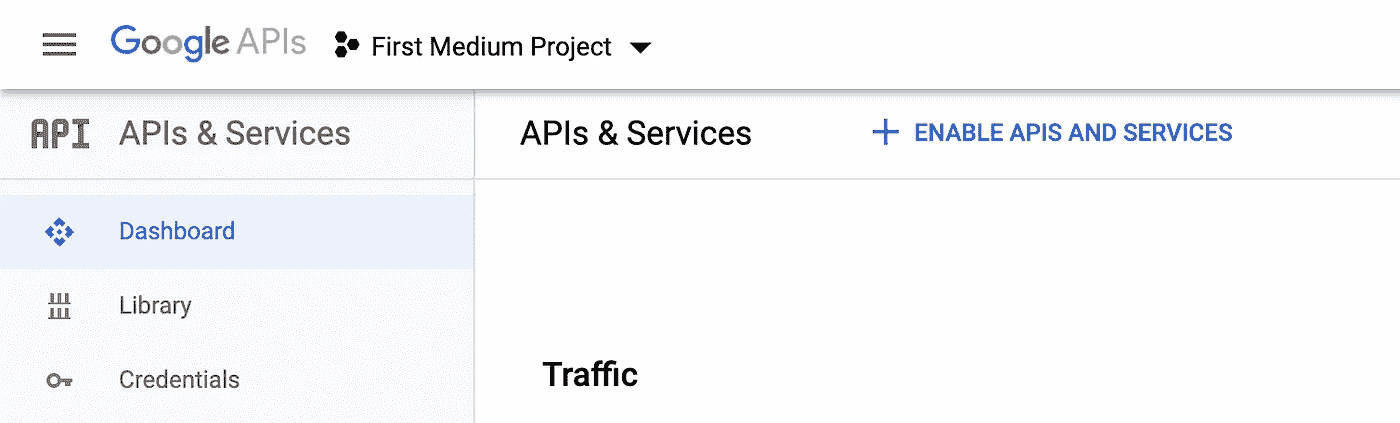 Google APIs First Medium Project
API APIs & Services
APIs & Services
ENABLE APIS AND SERVICES
Dashboard
Library
Credentials
Traffic